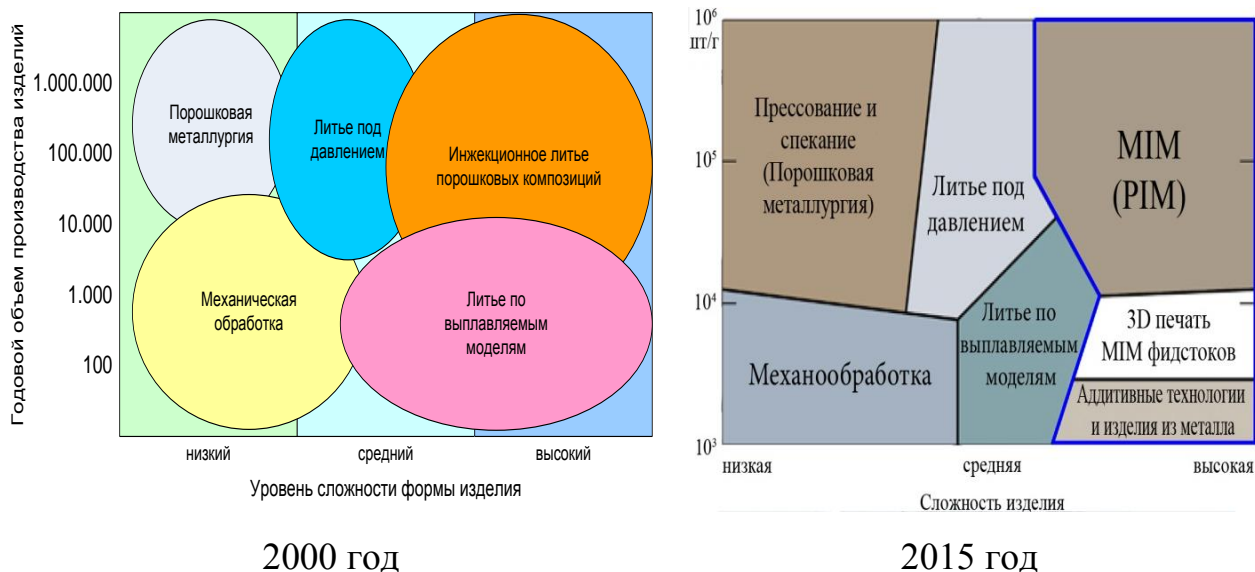 Годовой объем производства изделий
1.000.000
100.000
10.000
1.000
100
Порошковая
металлургия
Литье под
давлением
Инжекционное литье
порошковых композиций
Механическая
обработка
Литье по
выплавляемым
моделям
низкий
средний
высокий
Уровень сложности формы изделия
2000 год
10⁶
шт/г
10⁵
10⁴
10³
Прессование и
спекание
(Порошковая
металлургия)
Литье под
давлением
MIM
(PIM)
Механообработка
Литье по
выплавляемым
моделям
3D печать
MIM фидстоков
Аддитивные технологии
и изделия из металла
низкая
средняя
высокая
Сложность изделия
2015 год